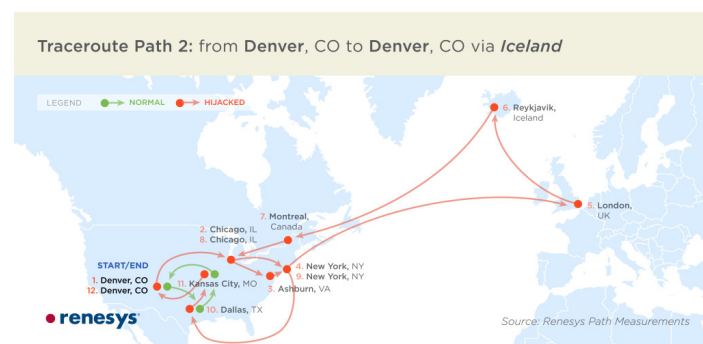 Traceroute Path 2: from Denver, CO to Denver, CO via Iceland
LEGEND NORMAL HIJACKED
6. Reykjavik,
Iceland
7. Montreal,
Canada
2. Chicago, IL
8. Chicago, IL
5. London,
UK
START/END
1. Denver, CO
12. Denver, CO
11. Kansas City, MO
4. New York, NY
9. New York, NY
3. Ashburn, VA
10. Dallas, TX
renesys
Source: Renesys Path Measurements